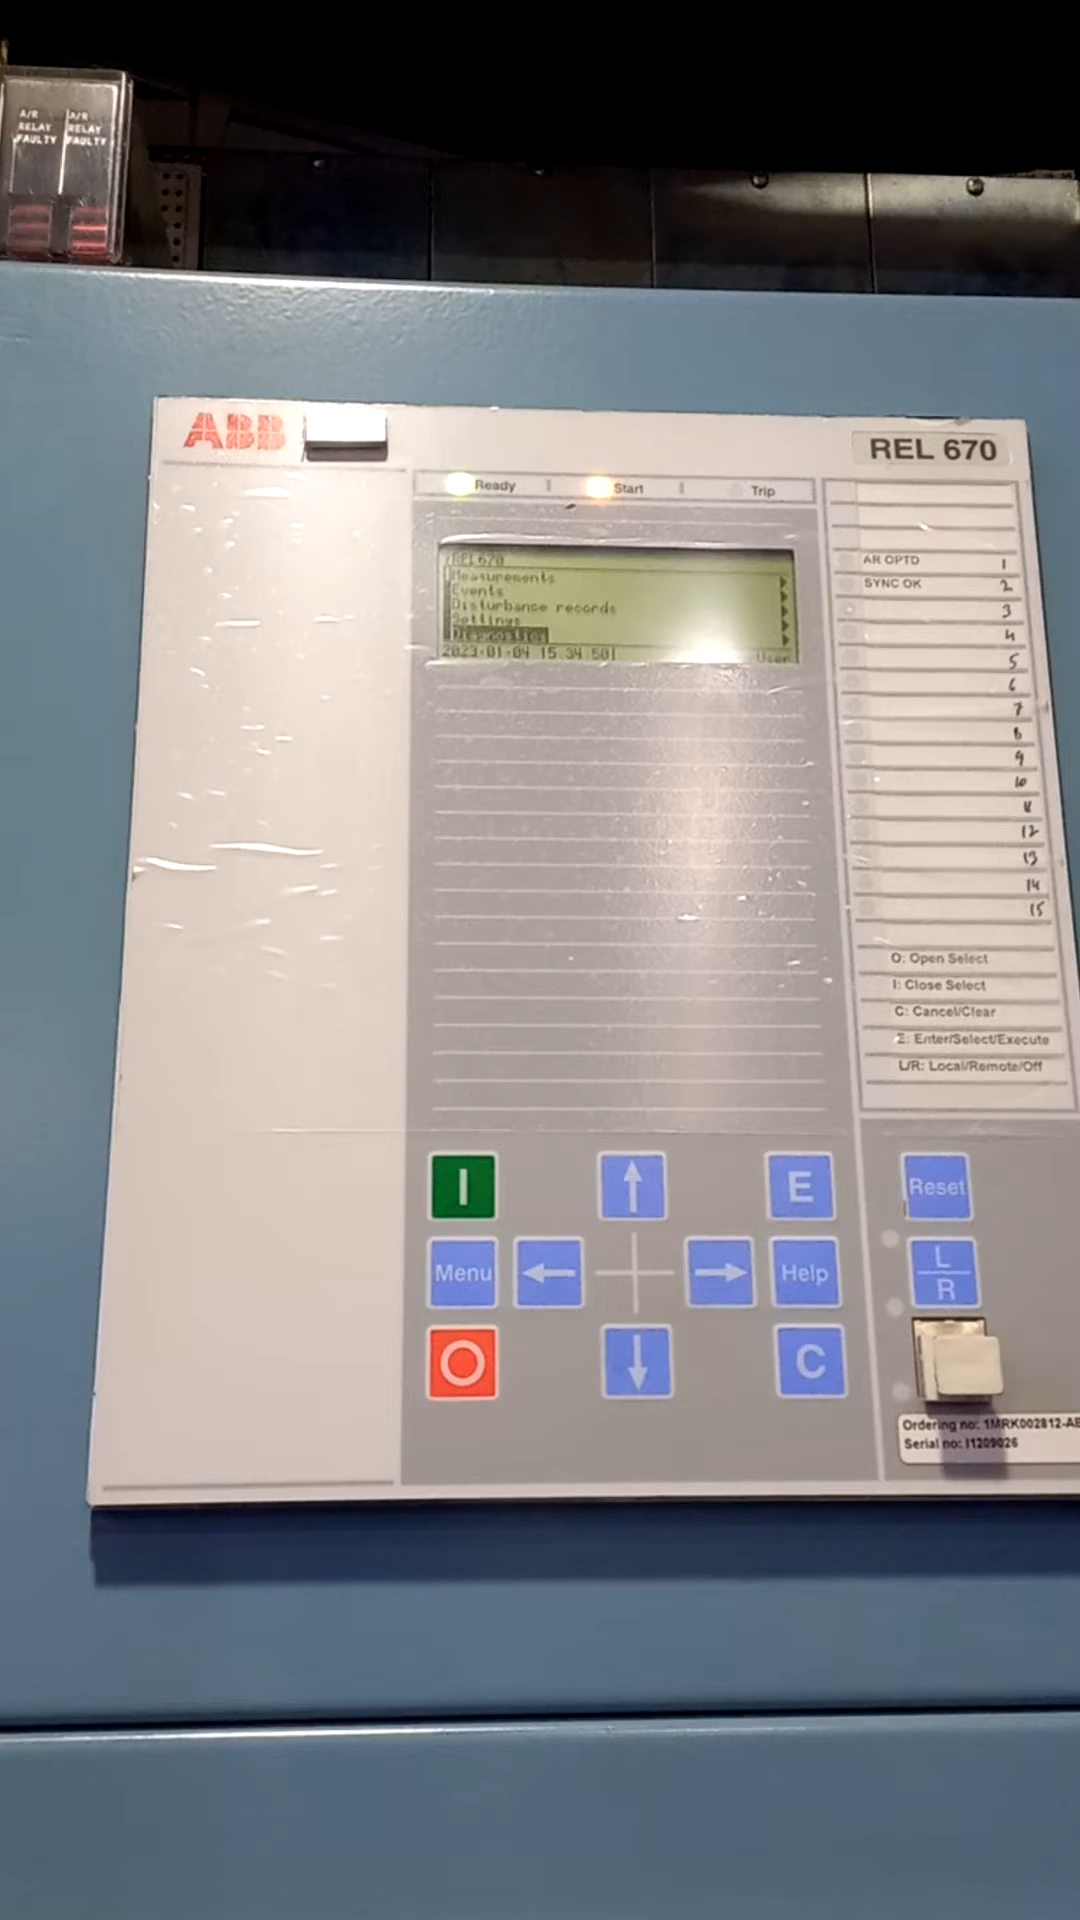 A/R A/R
RELAY RELAY
FAULTY FAULTY
ABB
REL 670
Ready Start Trip
/REL670
Measurements
Events
Disturbance records
Settings
Diagnostics
2023-01-04 15:34:50 User
AR OPTD 1
SYNC OK 2
3
4
5
6
7
8
9
10
11
12
13
14
15
O: Open Select
I: Close Select
C: Cancel/Clear
E: Enter/Select/Execute
L/R: Local/Remote/Off
I E Reset
Menu Help L
R
O C
Ordering no: 1MRK002812-AE
Serial no: I1209026